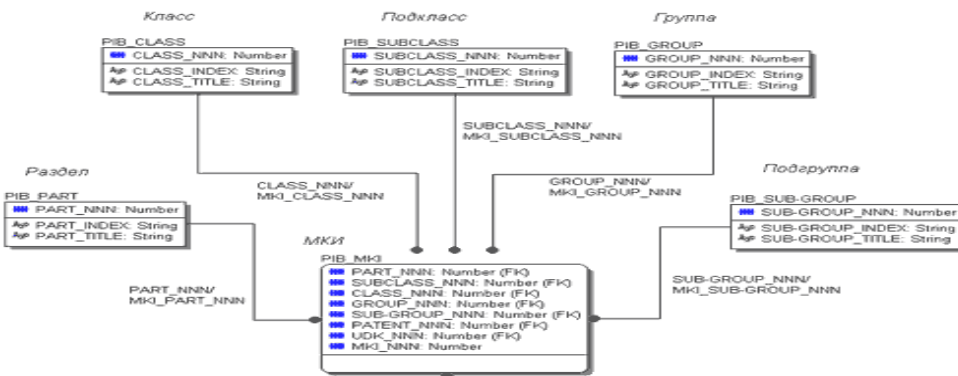 Класс
Подкласс
Группа
PIB_CLASS
CLASS_NNN: Number
CLASS_INDEX: String
CLASS_TITLE: String
PIB_SUBCLASS
SUBCLASS_NNN: Number
SUBCLASS_INDEX: String
SUBCLASS_TITLE: String
PIB_GROUP
GROUP_NNN: Number
GROUP_INDEX: String
GROUP_TITLE: String
SUBCLASS_NNN/
MKI_SUBCLASS_NNN
CLASS_NNN/
MKI_CLASS_NNN
GROUP_NNN/
MKI_GROUP_NNN
Раздел
PIB_PART
PART_NNN: Number
PART_INDEX: String
PART_TITLE: String
Подгруппа
PIB_SUB-GROUP
SUB-GROUP_NNN: Number
SUB-GROUP_INDEX: String
SUB-GROUP_TITLE: String
PART_NNN/
MKI_PART_NNN
МКИ
PIB_MKI
PART_NNN: Number (FK)
SUBCLASS_NNN: Number (FK)
CLASS_NNN: Number (FK)
GROUP_NNN: Number (FK)
SUB-GROUP_NNN: Number (FK)
PATENT_NNN: Number (FK)
UDK_NNN: Number (FK)
MKI_NNN: Number
SUB-GROUP_NNN/
MKI_SUB-GROUP_NNN